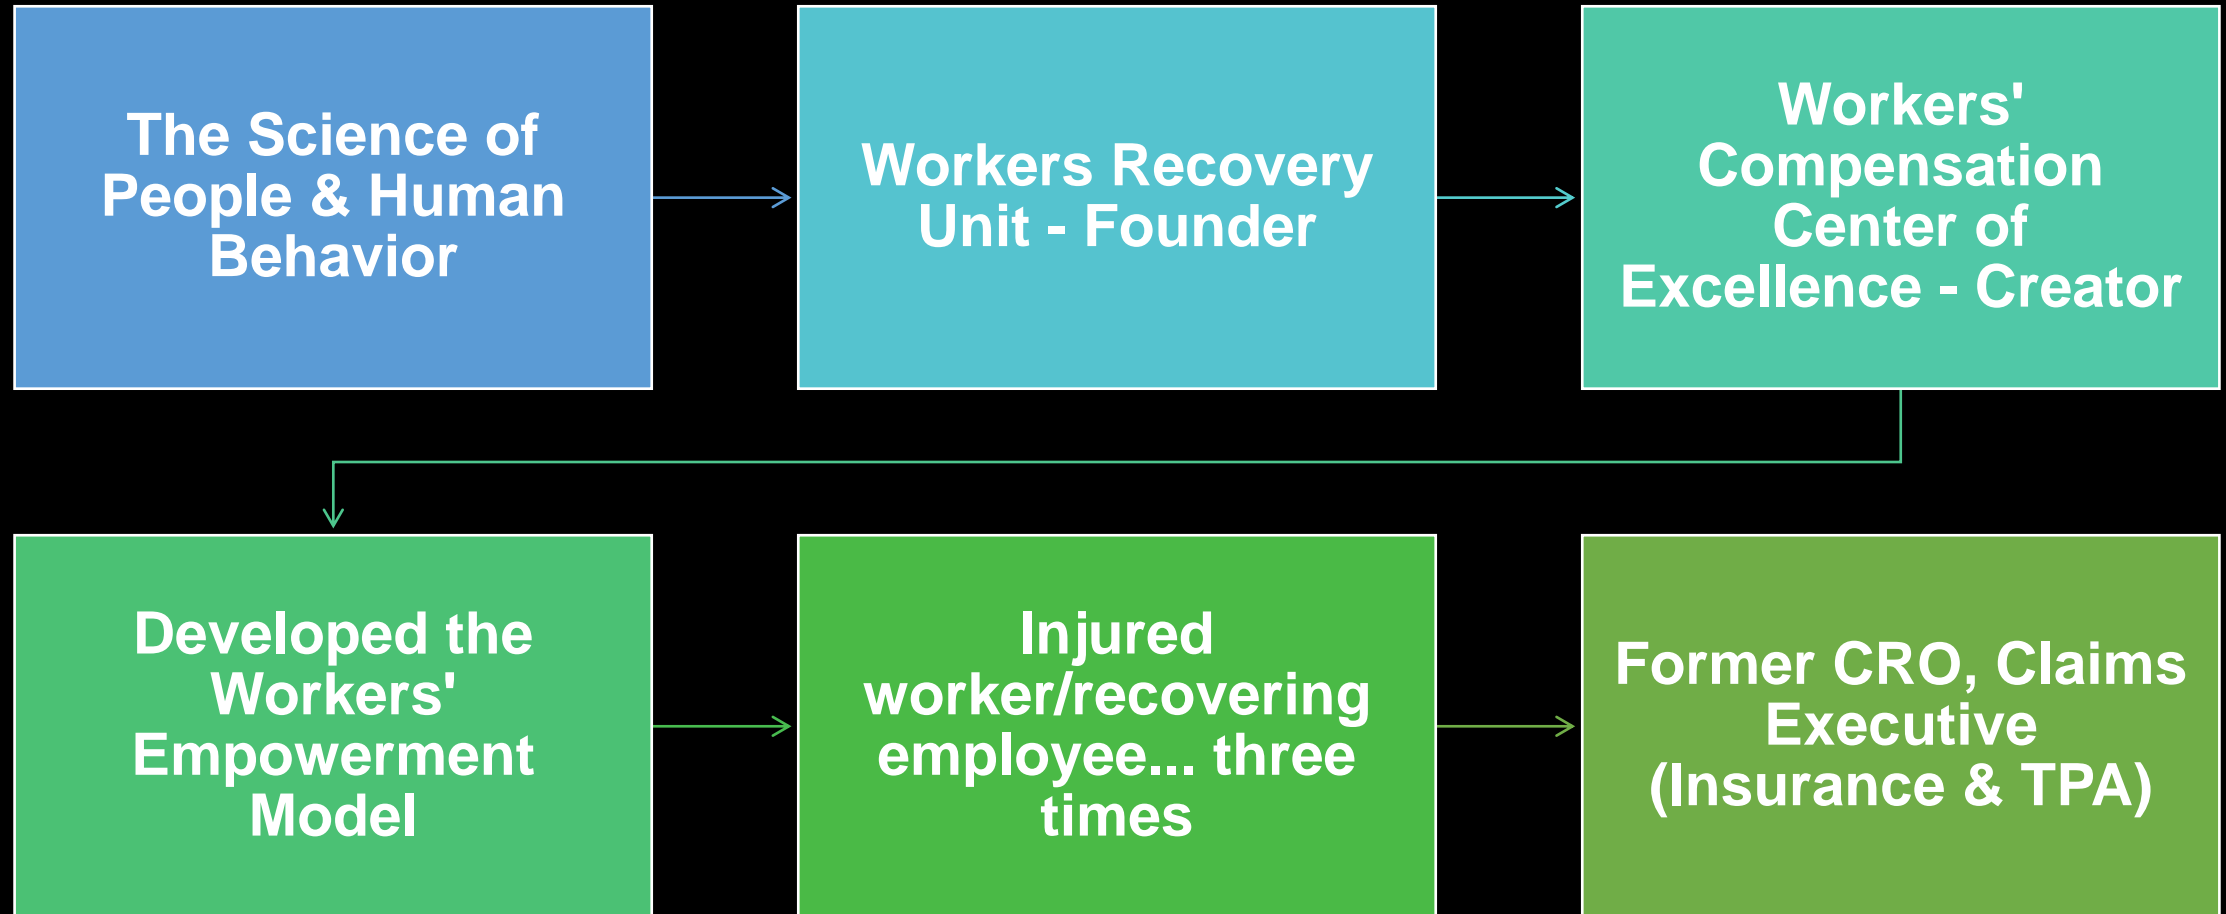 The Science of
People & Human
Behavior
Workers Recovery
Unit - Founder
Workers'
Compensation
Center of
Excellence - Creator
Developed the
Workers'
Empowerment
Model
Injured
worker/recovering
employee... three
times
Former CRO, Claims
Executive
(Insurance & TPA)